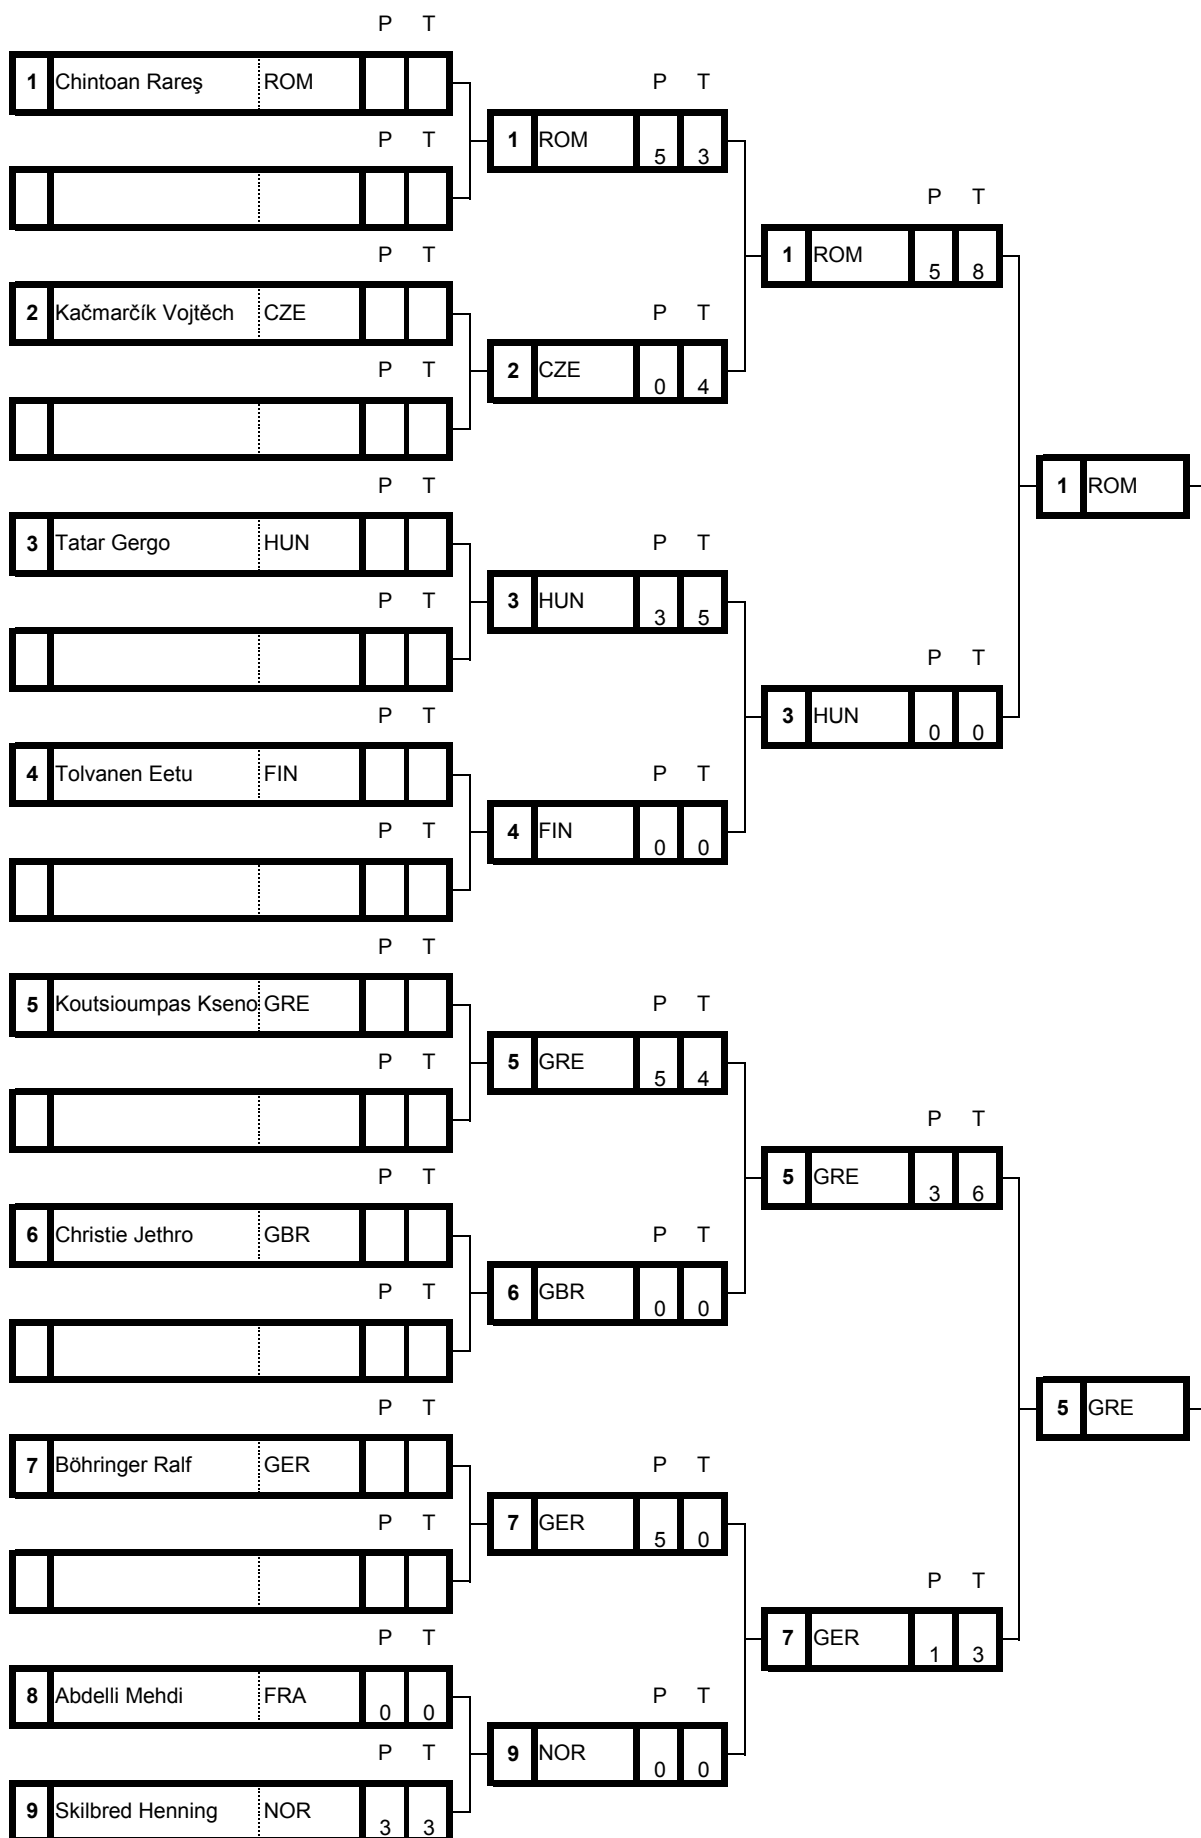 P T
1 Chintoan Rareş ROM
P T
P T
1 ROM 5 3
P T
1 ROM 5 8
P T
2 Kačmarčík Vojtěch CZE
P T
P T
2 CZE 0 4
1 ROM
P T
3 Tatar Gergo HUN
P T
P T
3 HUN 3 5
P T
3 HUN 0 0
P T
4 Tolvanen Eetu FIN
P T
P T
4 FIN 0 0
P T
5 Koutsioumpas Kseno GRE
P T
P T
5 GRE 5 4
P T
5 GRE 3 6
P T
6 Christie Jethro GBR
P T
P T
6 GBR 0 0
5 GRE
P T
7 Böhringer Ralf GER
P T
P T
7 GER 5 0
P T
7 GER 1 3
P T
8 Abdelli Mehdi FRA 0 0
P T
P T
9 NOR 0 0
9 Skilbred Henning NOR 3 3